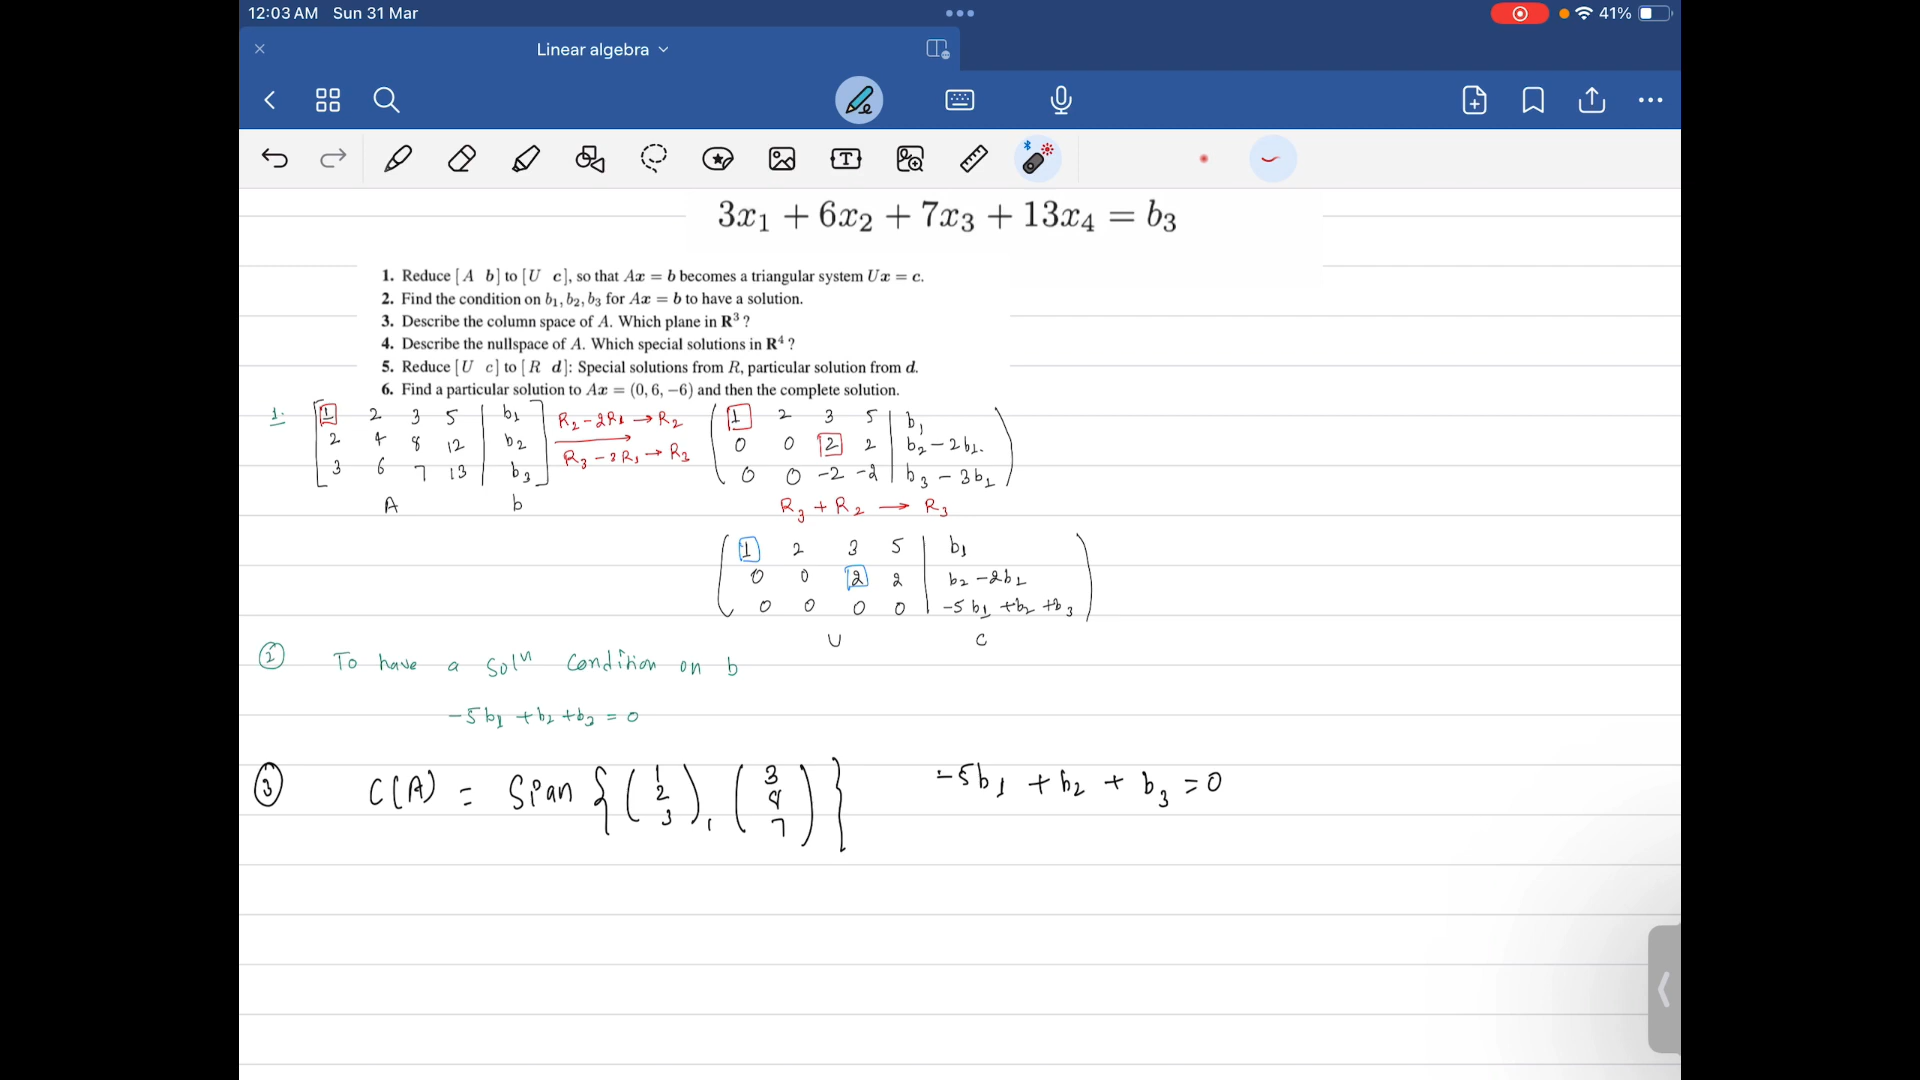 12:03 AM Sun 31 Mar
41%
Linear algebra
3x₁ + 6x₂ + 7x₃ + 13x₄ = b₃
1. Reduce [A b] to [U c], so that Ax = b becomes a triangular system Ux = c.
2. Find the condition on b₁, b₂, b₃ for Ax = b to have a solution.
3. Describe the column space of A. Which plane in R³ ?
4. Describe the nullspace of A. Which special solutions in R⁴ ?
5. Reduce [U c] to [R d]: Special solutions from R, particular solution from d.
6. Find a particular solution to Ax = (0, 6, −6) and then the complete solution.
1. [1 2 3 5 | b₁] R₂ − 2R₁ → R₂ (1 2 3 5 | b₁)
[2 4 8 12 | b₂] (0 0 2 2 | b₂ − 2b₁.)
[3 6 7 13 | b₃] R₃ − 3R₁ → R₃ (0 0 −2 −2 | b₃ − 3b₁)
A b R₃ + R₂ → R₃
(1 2 3 5 | b₁)
(0 0 2 2 | b₂ − 2b₁)
(0 0 0 0 | −5b₁ + b₂ + b₃)
U C
② To have a solⁿ condition on b
−5b₁ + b₂ + b₃ = 0
③ C(A) = Span {(1 2 3), (3 8 7)} −5b₁ + b₂ + b₃ = 0